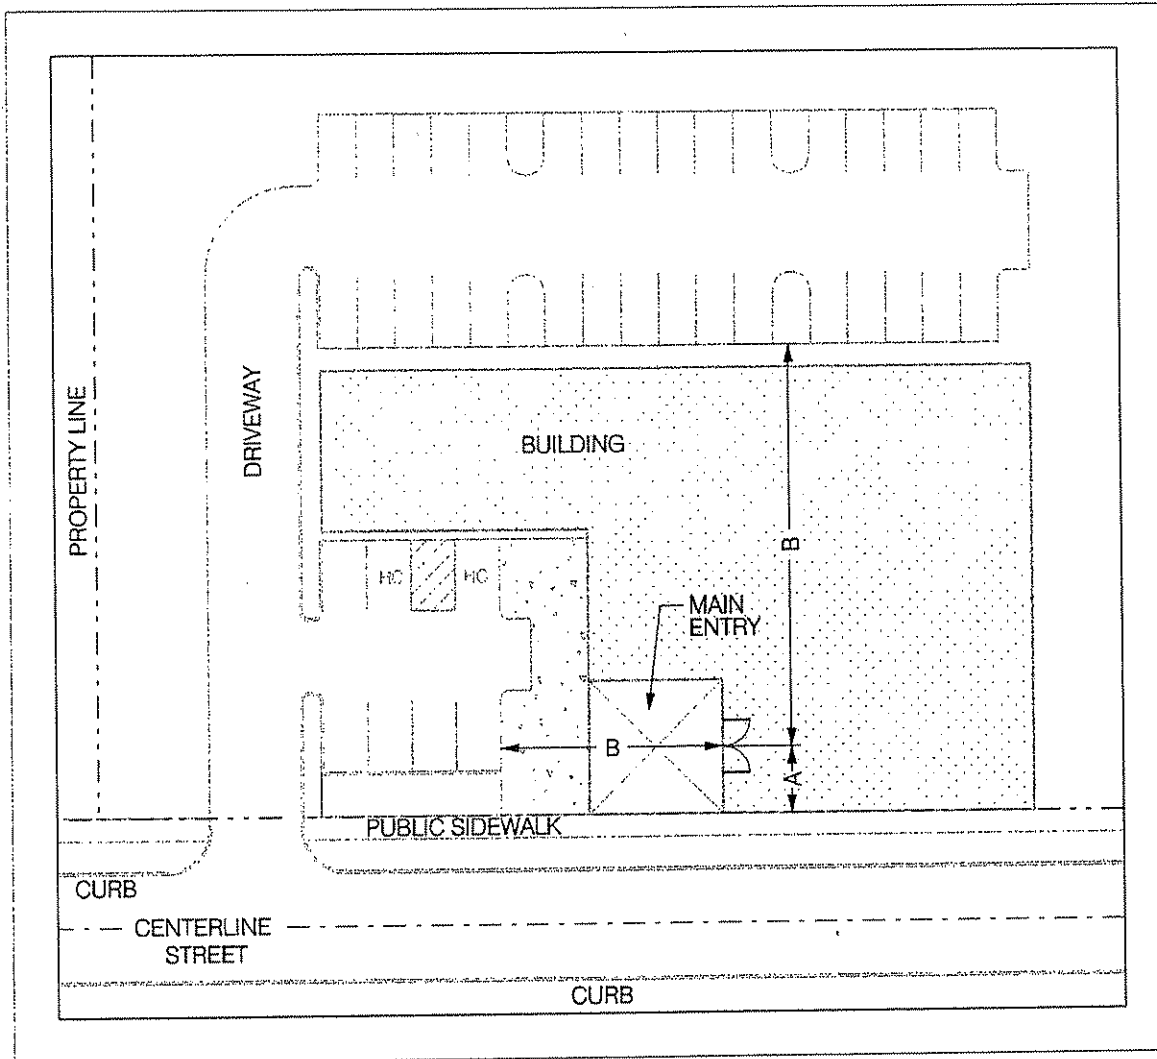 PROPERTY LINE
DRIVEWAY
BUILDING
B
HC
HC
MAIN
ENTRY
B
A
PUBLIC SIDEWALK
CURB
CENTERLINE
STREET
CURB